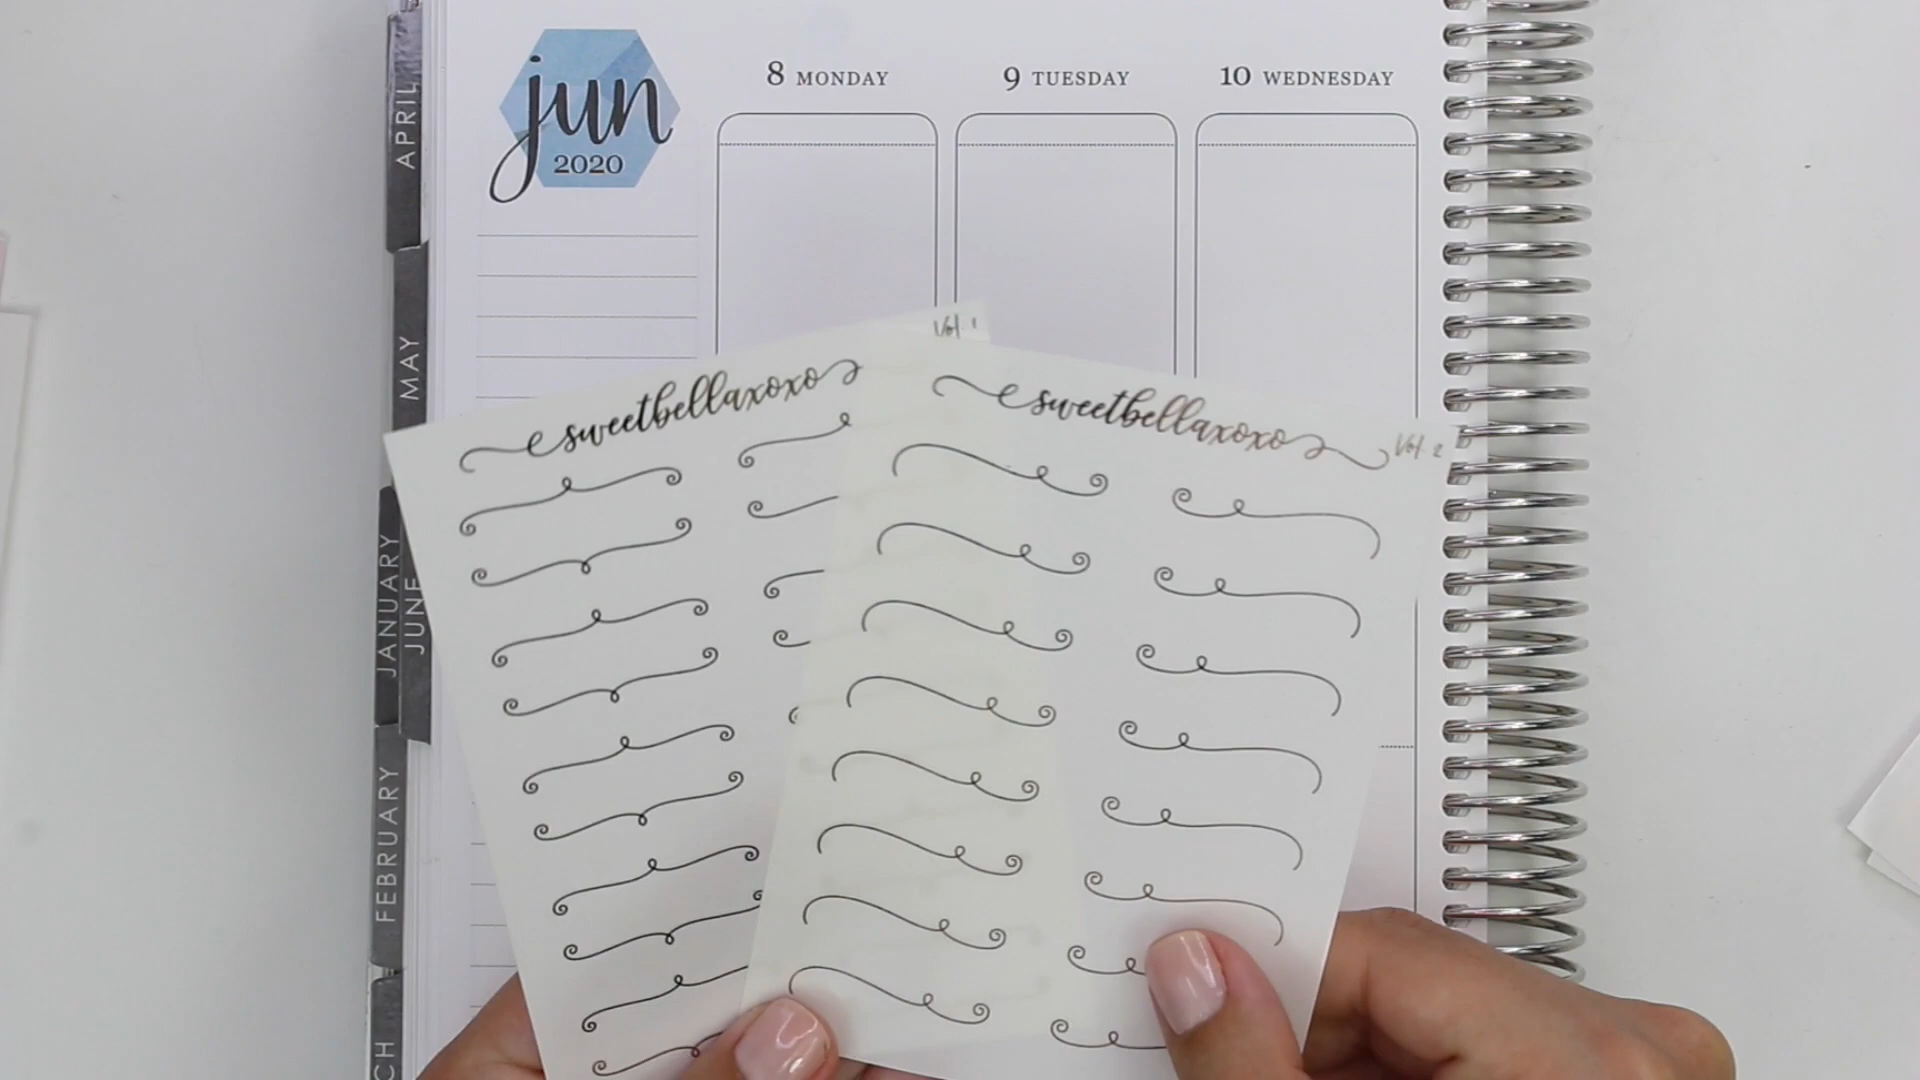 jun
2020
8 MONDAY
9 TUESDAY
10 WEDNESDAY
APRIL
MAY
JANUARY
JUNE
FEBRUARY
CH
Vol. 1
sweetbellaxoxo
sweetbellaxoxo
Vol. 2